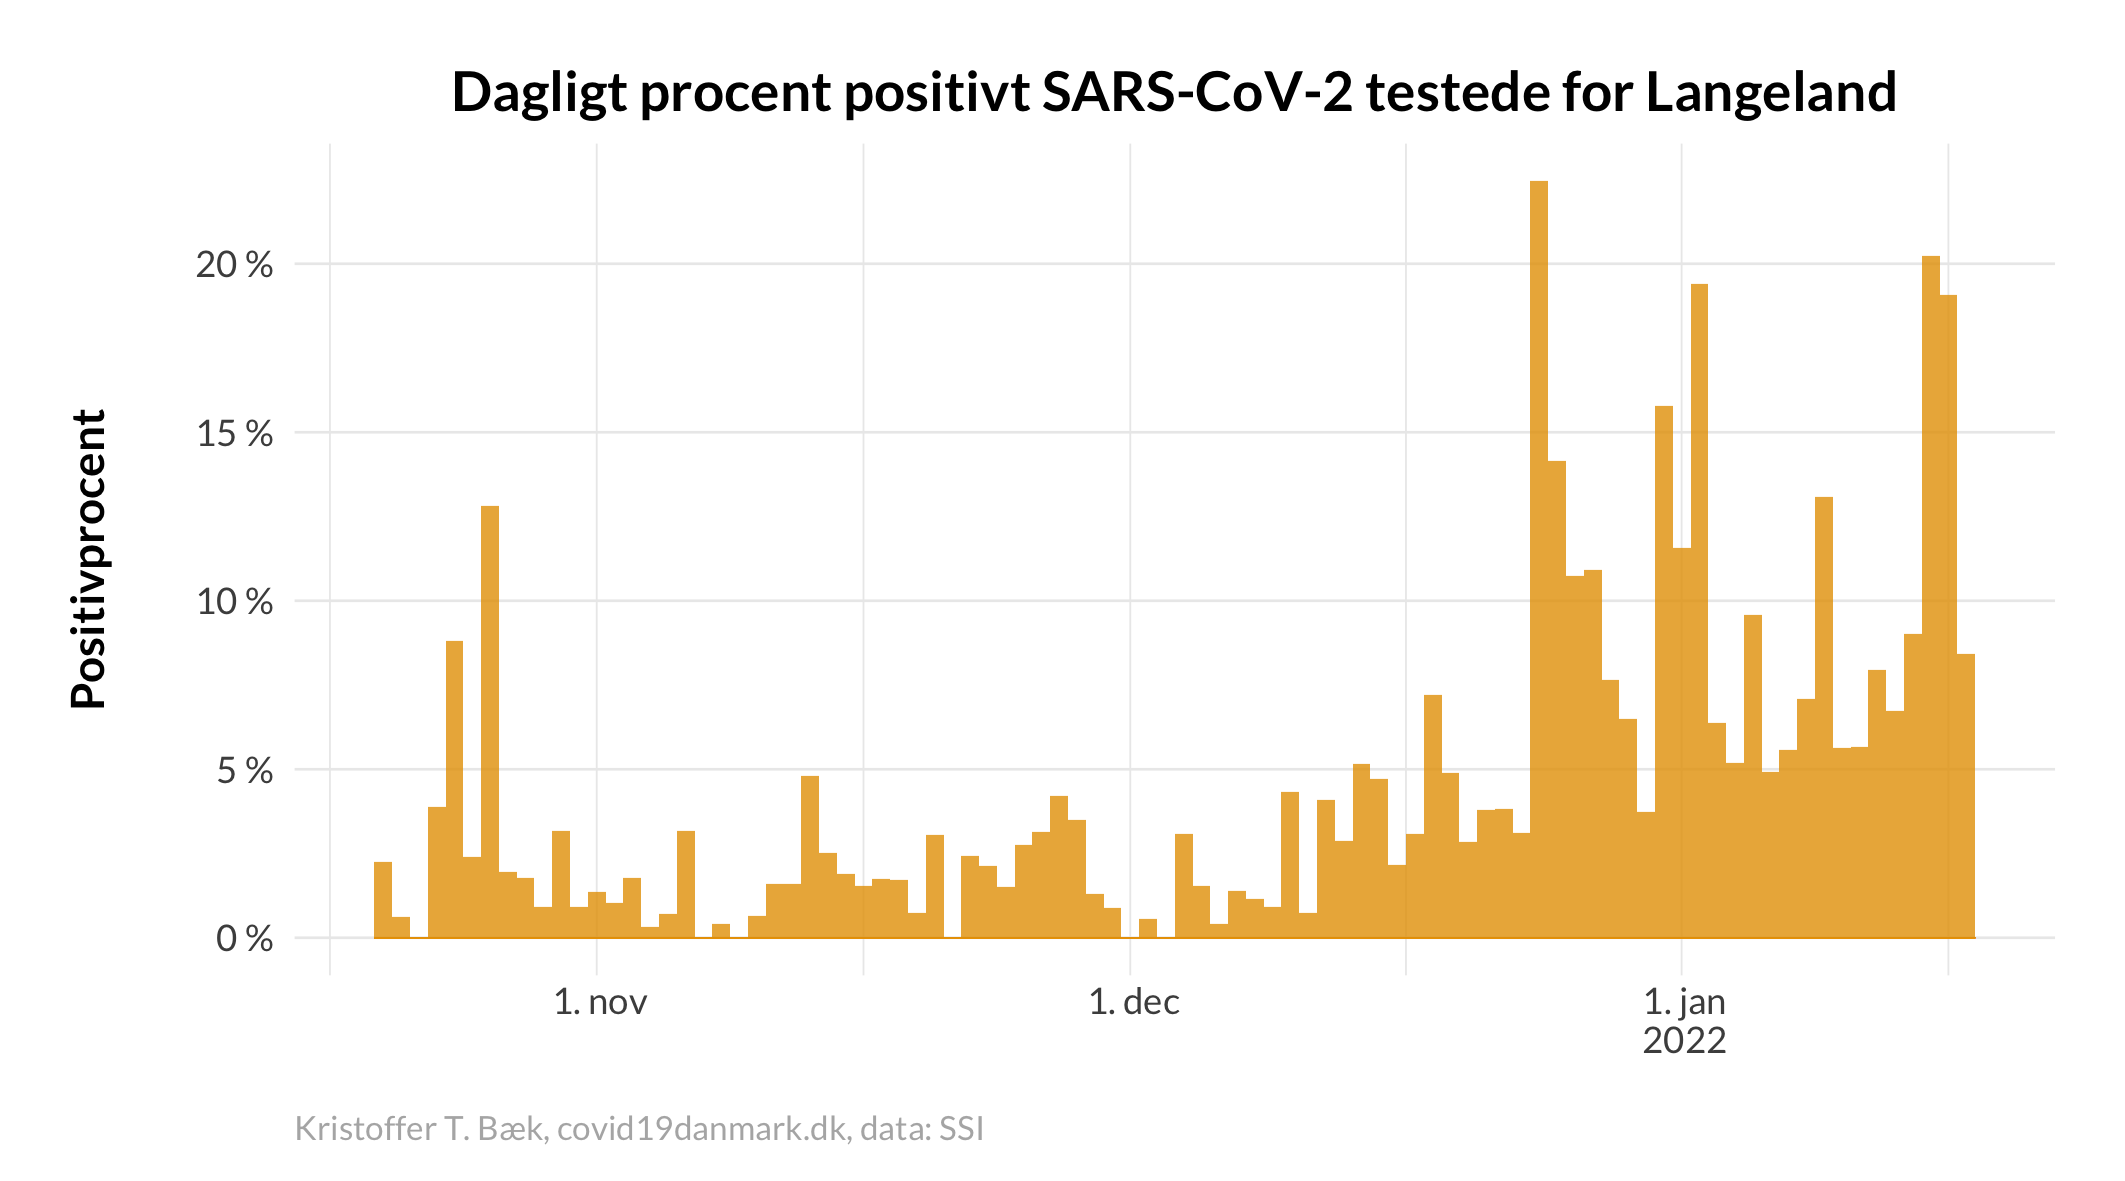 Dagligt procent positivt SARS-CoV-2 testede for Langeland
Positivprocent
20 %
15 %
10 %
5 %
0 %
1. nov
1. dec
1. jan
2022
Kristoffer T. Bæk, covid19danmark.dk, data: SSI